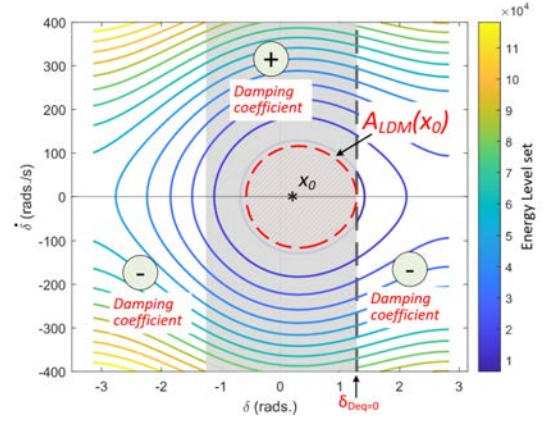 ×10⁴
400
300
200
100
0
-100
-200
-300
-400
+
Damping
coefficient
A_LDM(x₀)
x₀
-
Damping
coefficient
-
Damping
coefficient
-3
-2
-1
0
1
2
3
δ (rads.)
δ_Deq=0
δ̇ (rads./s)
11
10
9
8
7
6
5
4
3
2
1
Energy Level set